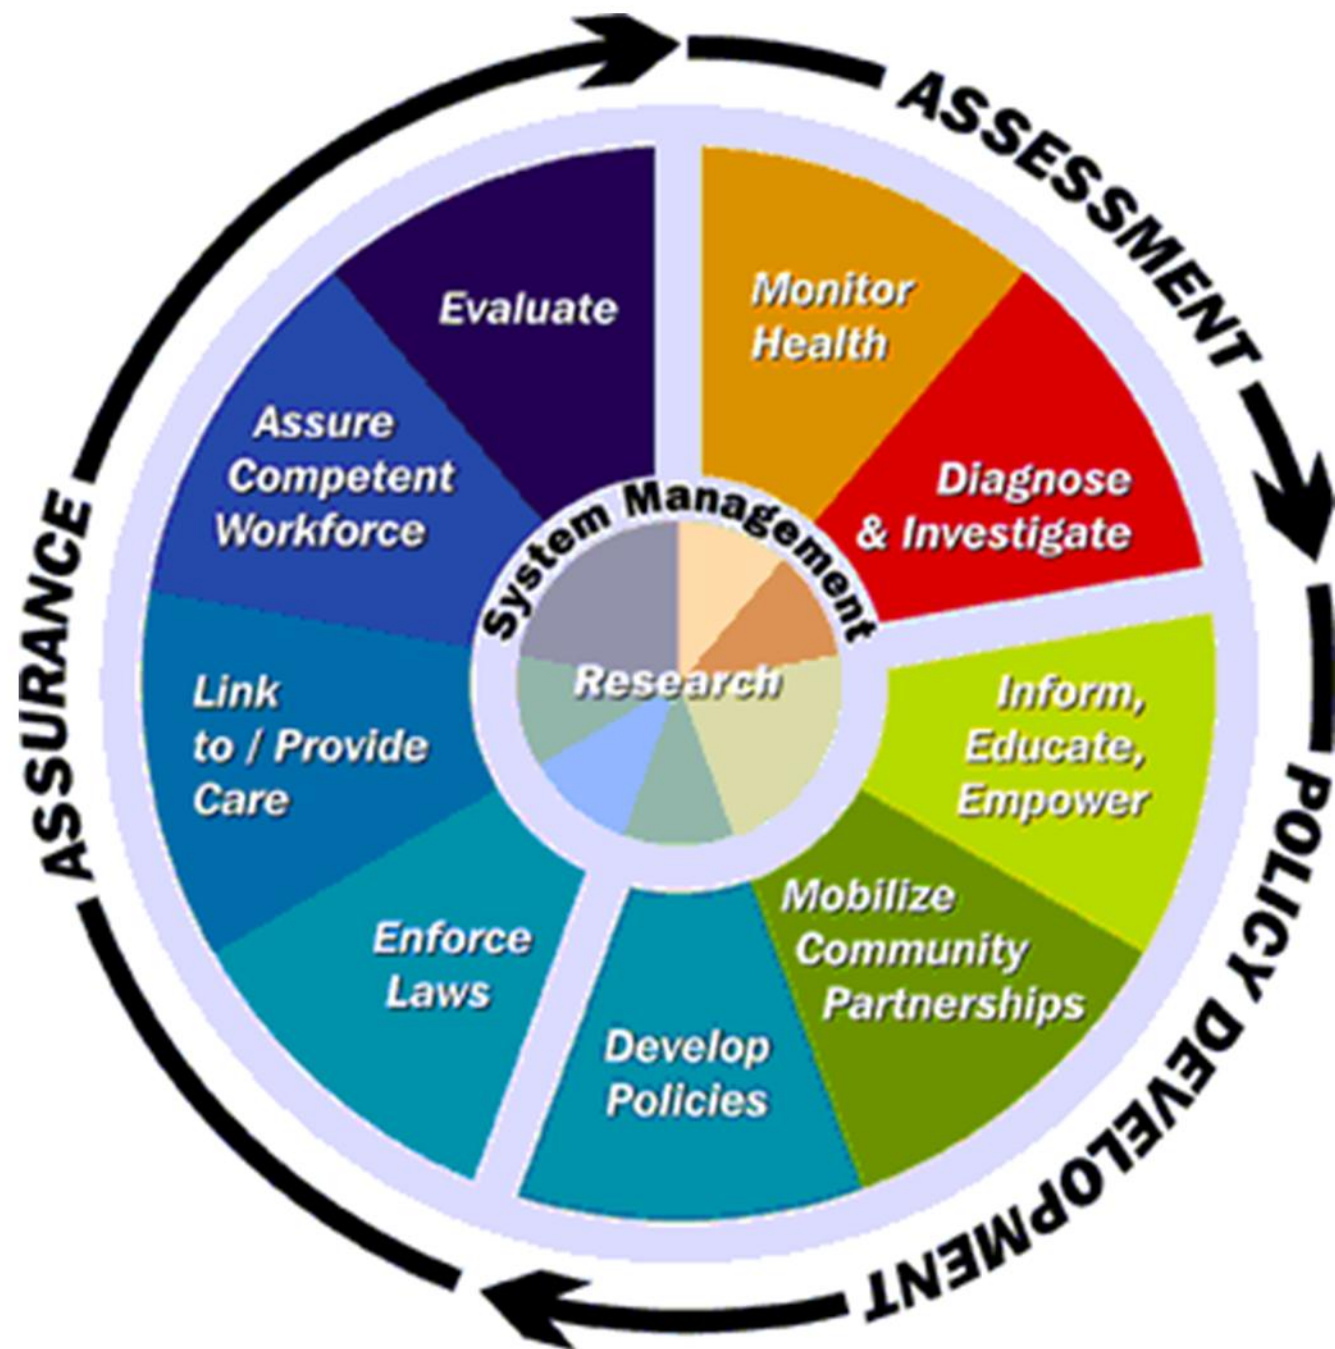 ASSESSMENT
Monitor
Health
Diagnose
& Investigate
POLICY DEVELOPMENT
Inform,
Educate,
Empower
Mobilize
Community
Partnerships
Develop
Policies
ASSURANCE
Enforce
Laws
Link
to / Provide
Care
Assure
Competent
Workforce
Evaluate
System Management
Research